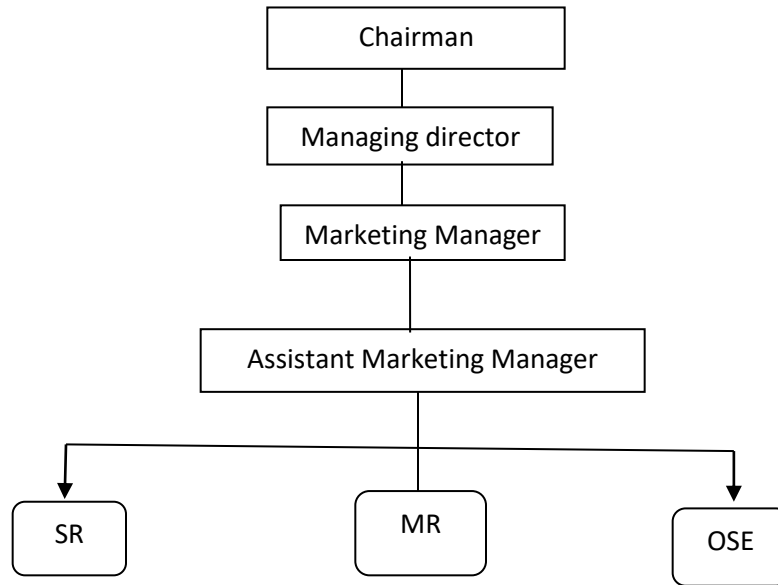 Chairman
Managing director
Marketing Manager
Assistant Marketing Manager
SR
MR
OSE